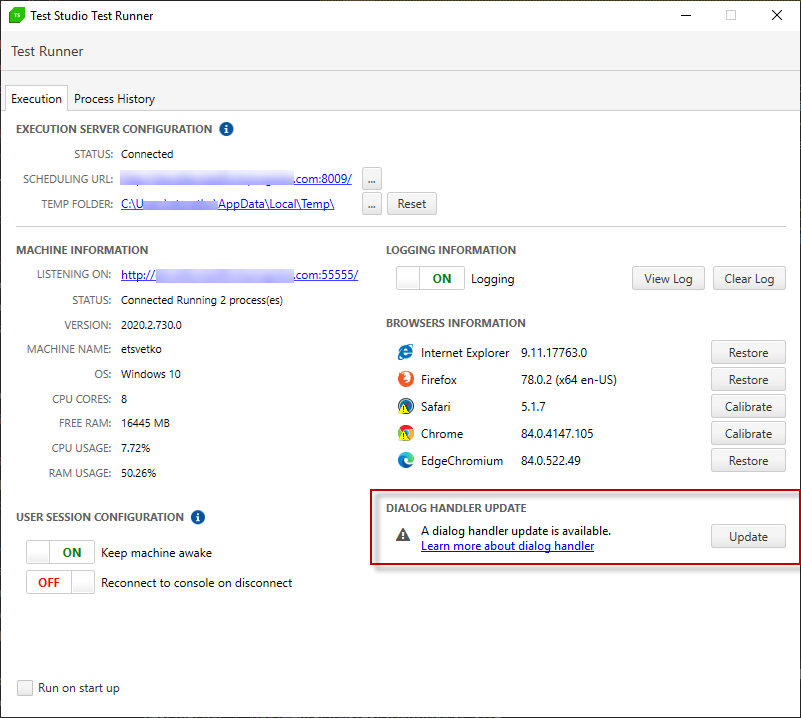 Test Studio Test Runner
Test Runner
Execution Process History
EXECUTION SERVER CONFIGURATION
STATUS: Connected
SCHEDULING URL: .com:8009/ ...
TEMP FOLDER: C:\U \AppData\Local\Temp\ ... Reset
MACHINE INFORMATION
LISTENING ON: http:// .com:55555/
STATUS: Connected Running 2 process(es)
VERSION: 2020.2.730.0
MACHINE NAME: etsvetko
OS: Windows 10
CPU CORES: 8
FREE RAM: 16445 MB
CPU USAGE: 7.72%
RAM USAGE: 50.26%
USER SESSION CONFIGURATION
ON Keep machine awake
OFF Reconnect to console on disconnect
LOGGING INFORMATION
ON Logging View Log Clear Log
BROWSERS INFORMATION
Internet Explorer 9.11.17763.0 Restore
Firefox 78.0.2 (x64 en-US) Restore
Safari 5.1.7 Calibrate
Chrome 84.0.4147.105 Calibrate
EdgeChromium 84.0.522.49 Restore
DIALOG HANDLER UPDATE
A dialog handler update is available.
Learn more about dialog handler
Update
Run on start up